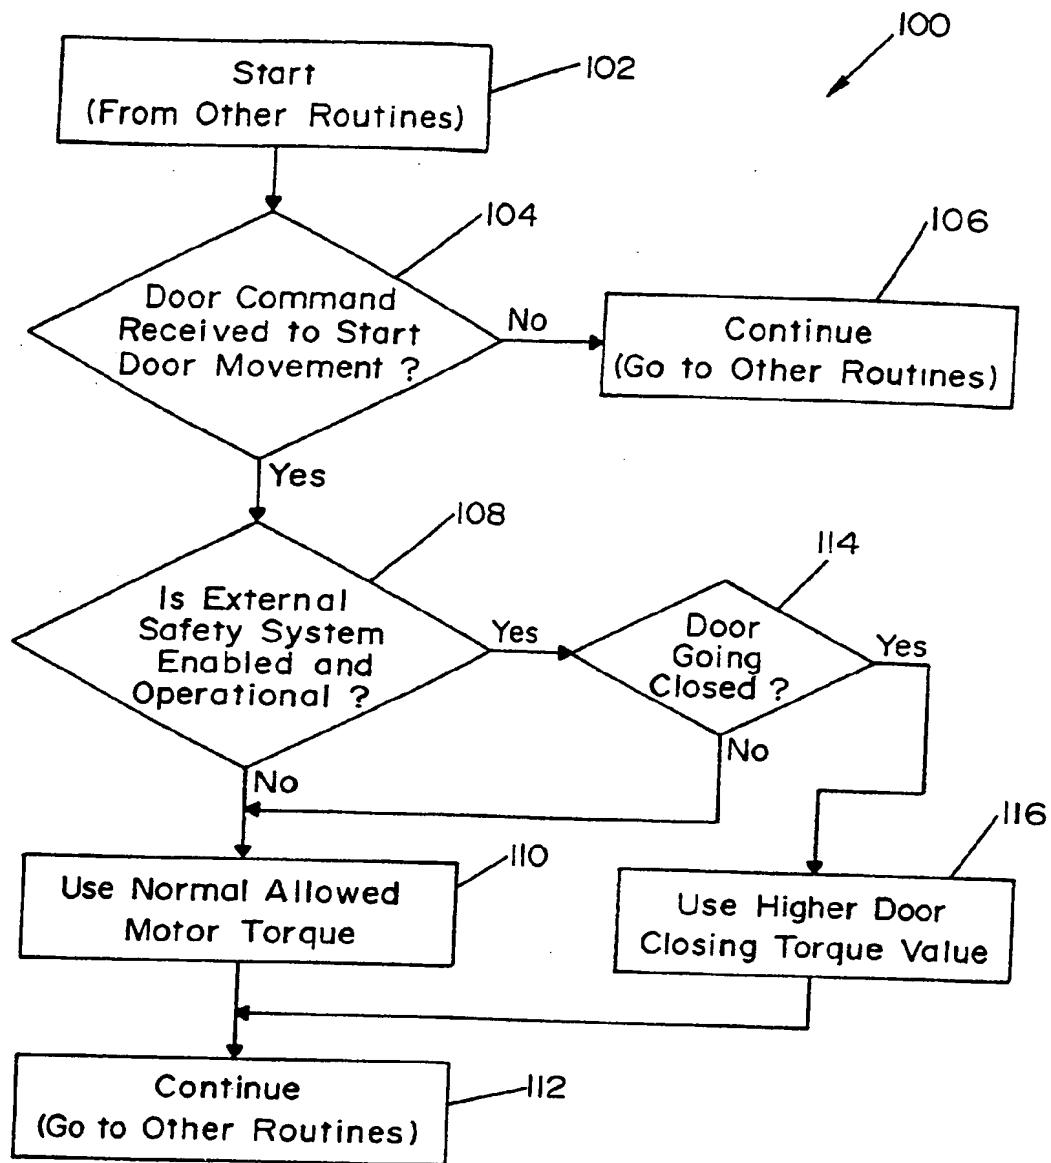 100
Start
(From Other Routines)
102
104
Door Command
Received to Start
Door Movement ?
No
106
Continue
(Go to Other Routines)
Yes
108
Is External
Safety System
Enabled and
Operational ?
Yes
114
Door
Going
Closed ?
Yes
No
No
110
Use Normal Allowed
Motor Torque
116
Use Higher Door
Closing Torque Value
Continue
(Go to Other Routines)
112